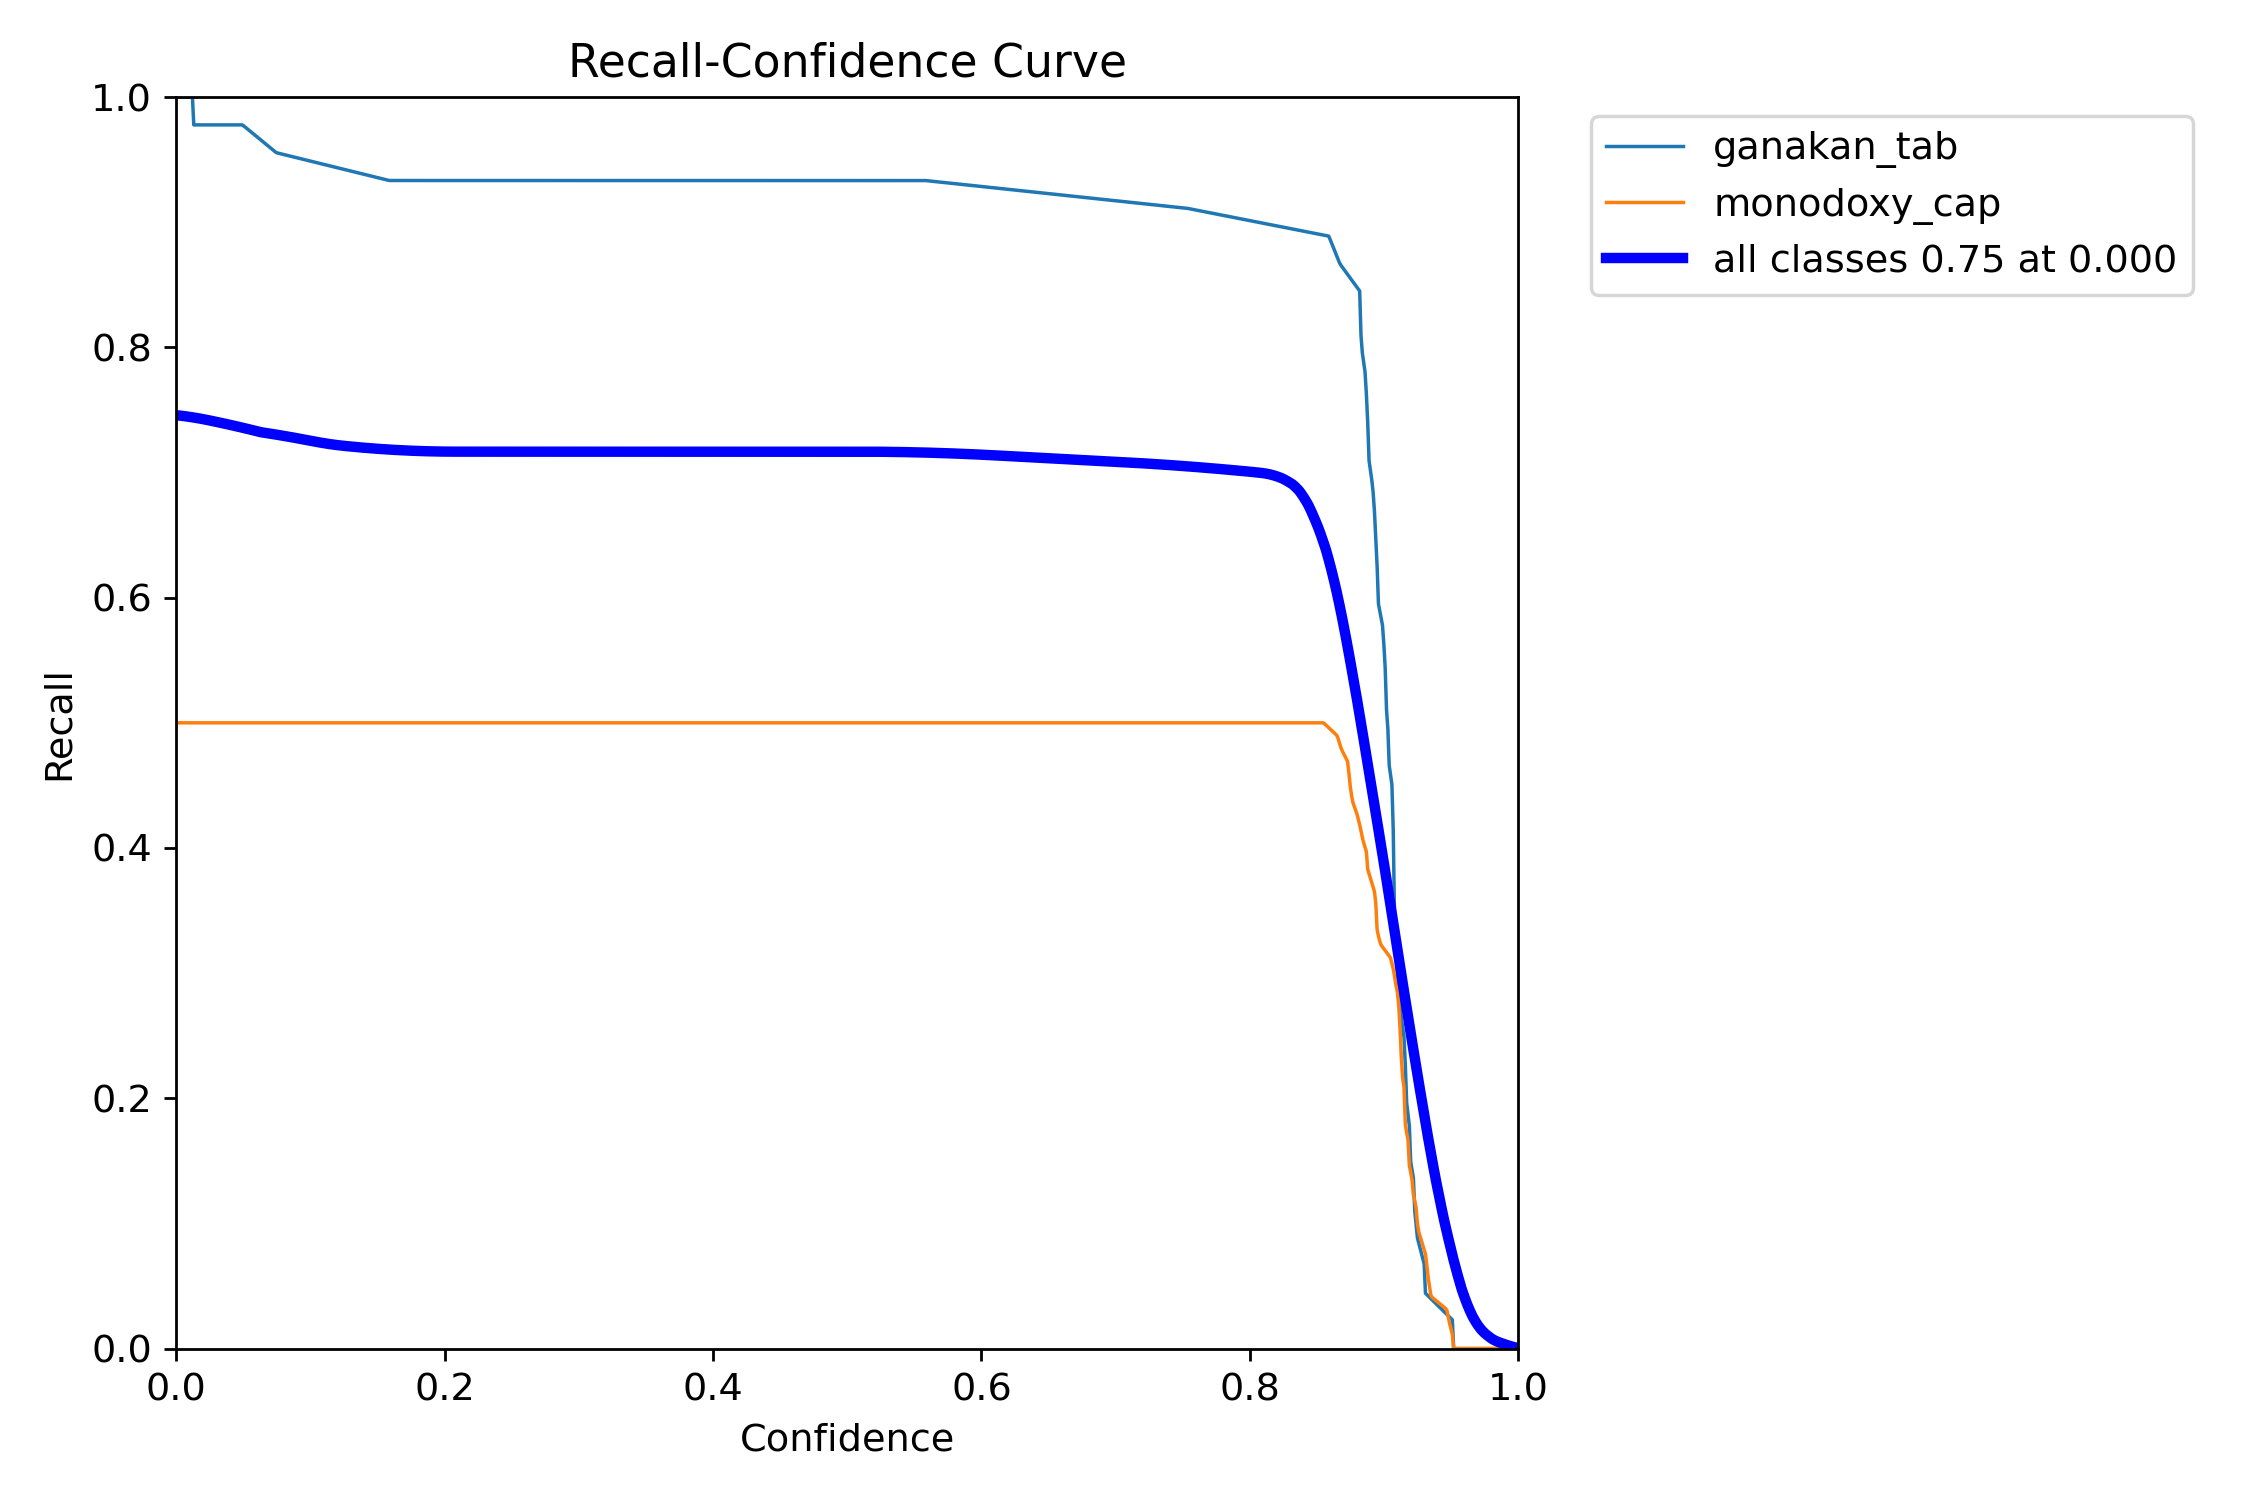 Recall-Confidence Curve
1.0
0.8
0.6
0.4
0.2
0.0
Recall
0.0 0.2 0.4 0.6 0.8 1.0
Confidence
ganakan_tab
monodoxy_cap
all classes 0.75 at 0.000